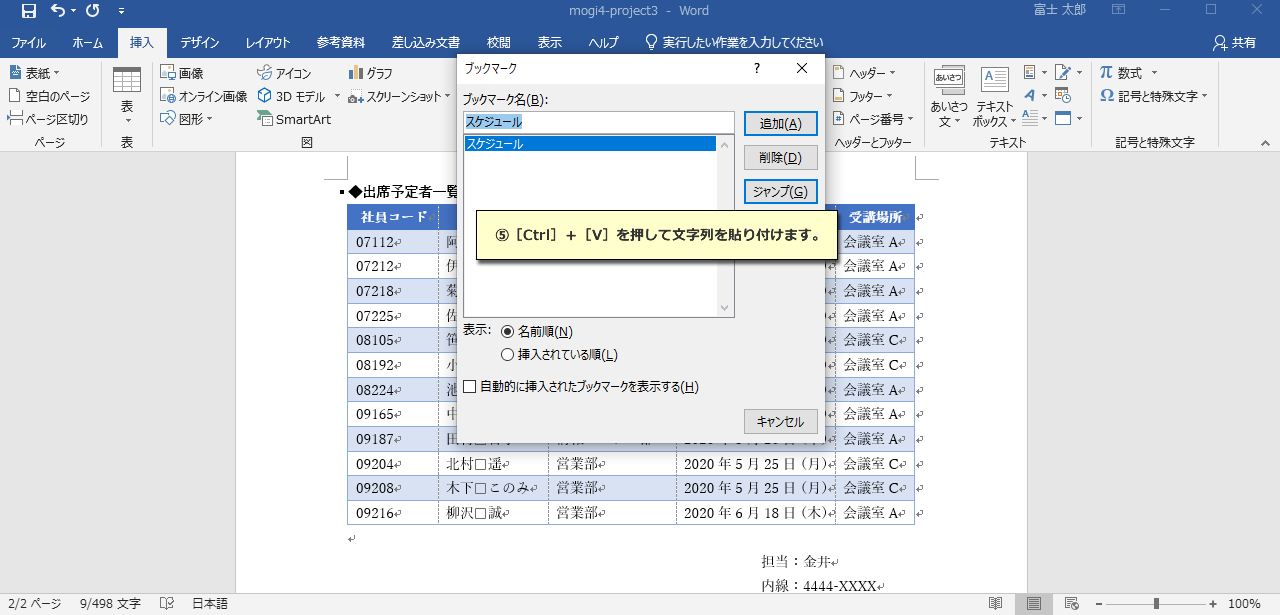 mogi4-project3 - Word
富士 太郎
ファイル ホーム 挿入 デザイン レイアウト 参考資料 差し込み文書 校閲 表示 ヘルプ 実行したい作業を入力してください 共有
表紙
空白のページ
ページ区切り
ページ
表
表
画像
オンライン画像
図形
アイコン
3D モデル
SmartArt
グラフ
スクリーンショット
図
ヘッダー
フッター
ページ番号
ヘッダーとフッター
あいさつ
あいさつ
文
テキスト
ボックス
テキスト
数式
記号と特殊文字
記号と特殊文字
ブックマーク
ブックマーク名(B):
スケジュール
スケジュール
追加(A)
削除(D)
ジャンプ(G)
⑤［Ctrl］+［V］を押して文字列を貼り付けます。
表示:
名前順(N)
挿入されている順(L)
自動的に挿入されたブックマークを表示する(H)
キャンセル
◆出席予定者一覧
社員コード 受講場所
07112 会議室 A
07212 会議室 A
07218 会議室 A
07225 会議室 A
08105 会議室 C
08192 会議室 C
08224 会議室 A
09165 会議室 A
09187 会議室 A
09204 北村□遥 営業部 2020 年 5 月 25 日（月） 会議室 C
09208 木下□このみ 営業部 2020 年 5 月 25 日（月） 会議室 C
09216 柳沢□誠 営業部 2020 年 6 月 18 日（木） 会議室 A
担当：金井
内線：4444-XXXX
2/2 ページ 9/498 文字 日本語 100%